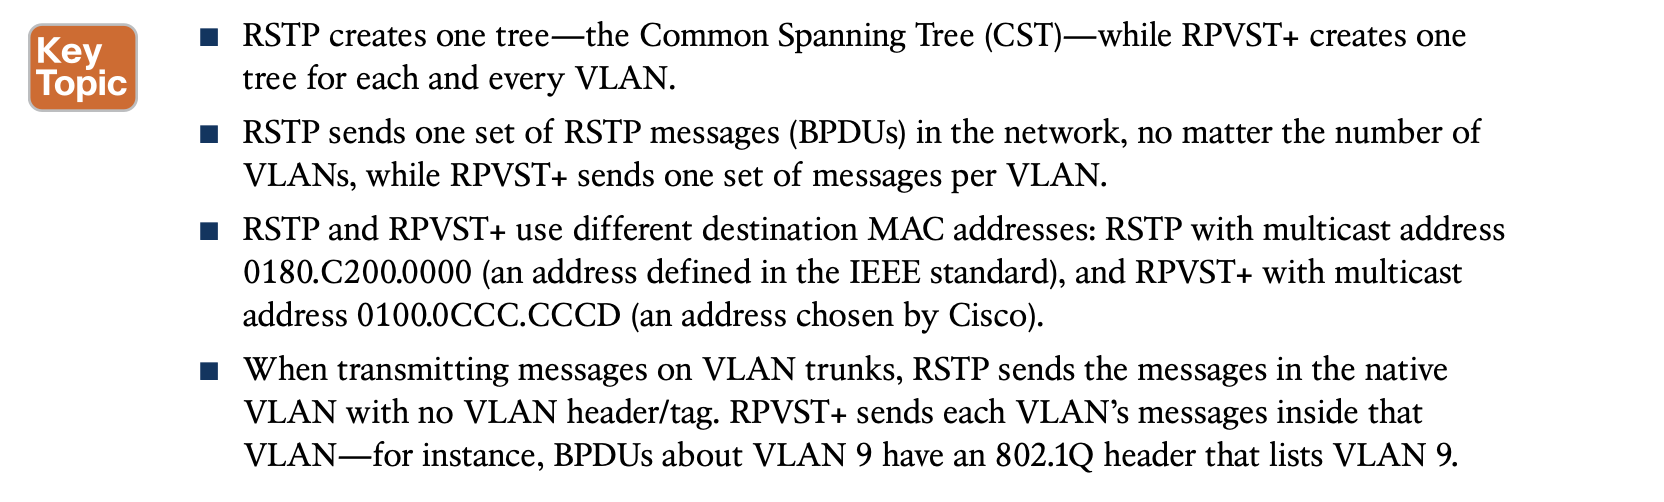 Key
Topic
■ RSTP creates one tree—the Common Spanning Tree (CST)—while RPVST+ creates one
tree for each and every VLAN.
■ RSTP sends one set of RSTP messages (BPDUs) in the network, no matter the number of
VLANs, while RPVST+ sends one set of messages per VLAN.
■ RSTP and RPVST+ use different destination MAC addresses: RSTP with multicast address
0180.C200.0000 (an address defined in the IEEE standard), and RPVST+ with multicast
address 0100.0CCC.CCCD (an address chosen by Cisco).
■ When transmitting messages on VLAN trunks, RSTP sends the messages in the native
VLAN with no VLAN header/tag. RPVST+ sends each VLAN’s messages inside that
VLAN—for instance, BPDUs about VLAN 9 have an 802.1Q header that lists VLAN 9.